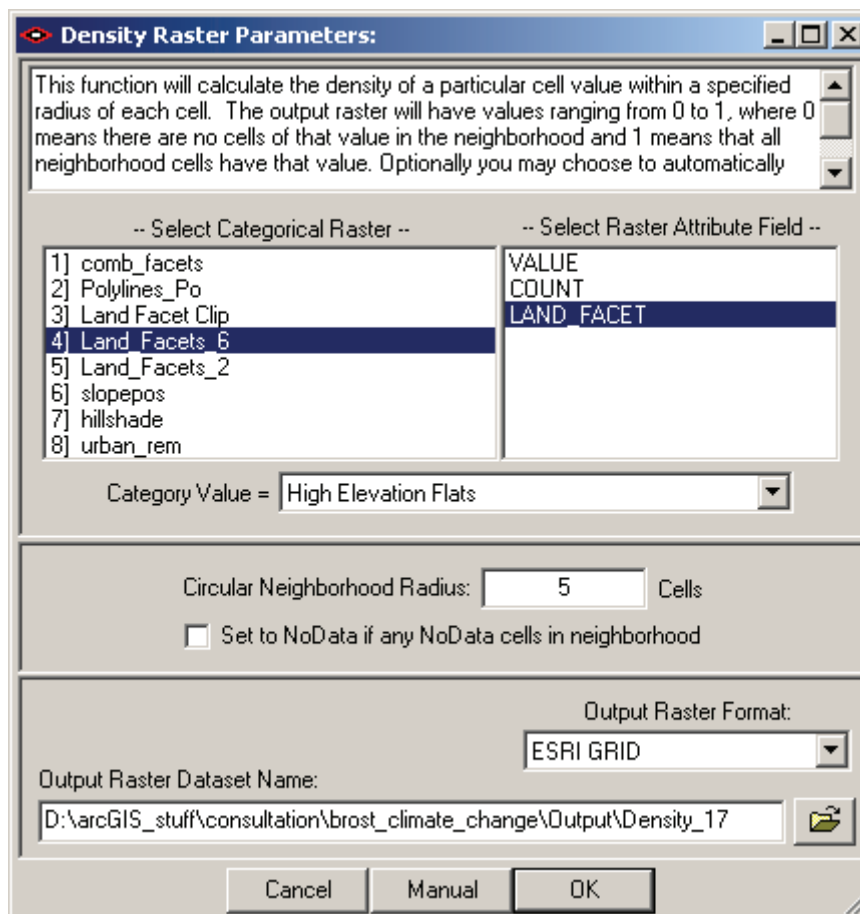 Density Raster Parameters:
This function will calculate the density of a particular cell value within a specified
radius of each cell.  The output raster will have values ranging from 0 to 1, where 0
means there are no cells of that value in the neighborhood and 1 means that all
neighborhood cells have that value. Optionally you may choose to automatically
-- Select Categorical Raster --
1] comb_facets
2] Polylines_Po
3] Land Facet Clip
4] Land_Facets_6
5] Land_Facets_2
6] slopepos
7] hillshade
8] urban_rem
-- Select Raster Attribute Field --
VALUE
COUNT
LAND_FACET
Category Value = High Elevation Flats
Circular Neighborhood Radius: 5 Cells
Set to NoData if any NoData cells in neighborhood
Output Raster Format:
ESRI GRID
Output Raster Dataset Name:
D:\arcGIS_stuff\consultation\brost_climate_change\Output\Density_17
Cancel Manual OK